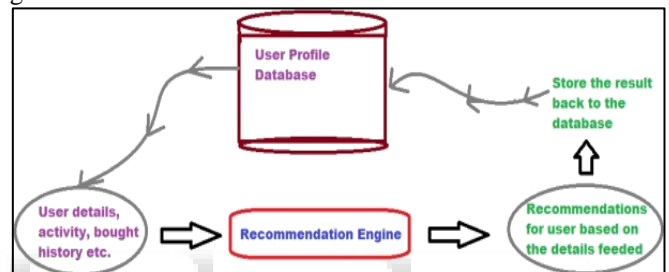 User Profile
Database
Store the result
back to the
database
User details,
activity, bought
history etc.
Recommendation Engine
Recommendations
for user based on
the details feeded